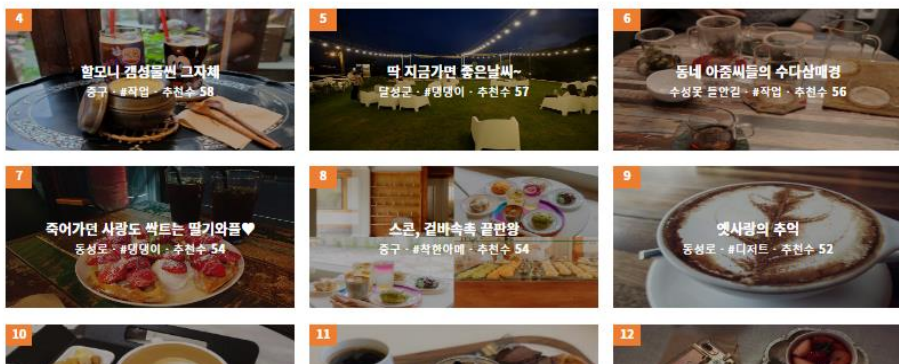 4
할모니 갬성물씬 그자체
중구 · #작업 · 추천수 58
5
딱 지금가면 좋은날씨~
달성군 · #댕댕이 · 추천수 57
6
동네 아줌씨들의 수다삼매경
수성못 들안길 · #작업 · 추천수 56
7
죽어가던 사랑도 싹트는 딸기와플♥
동성로 · #댕댕이 · 추천수 54
8
스콘, 겉바속촉 끝판왕
중구 · #착한아메 · 추천수 54
9
옛사랑의 추억
동성로 · #디저트 · 추천수 52
10
11
12